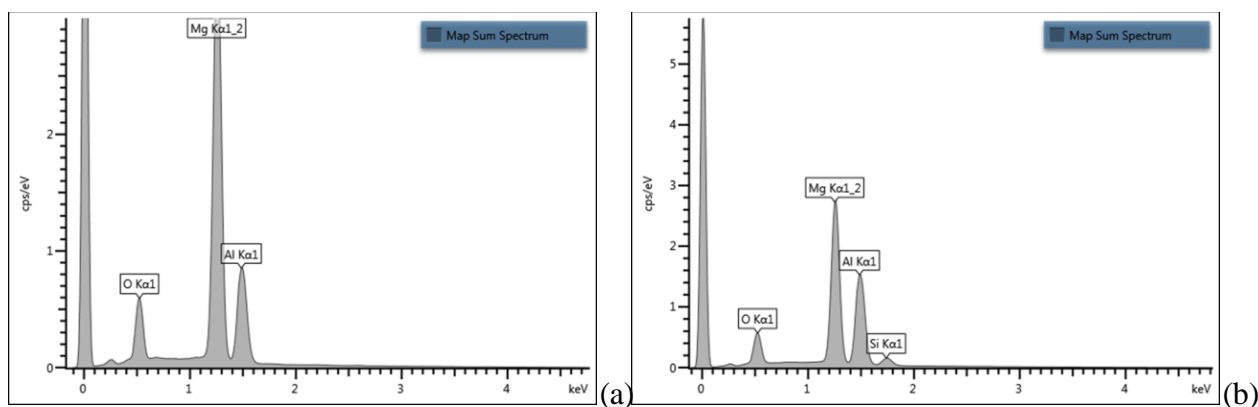 Mg Kα1_2
Map Sum Spectrum
2
cps/eV
1
Al Kα1
O Kα1
0
0 1 2 3 4 keV
(a)
Map Sum Spectrum
5
4
cps/eV
3
Mg Kα1_2
2
Al Kα1
1
O Kα1
Si Kα1
0
0 1 2 3 4 keV
(b)